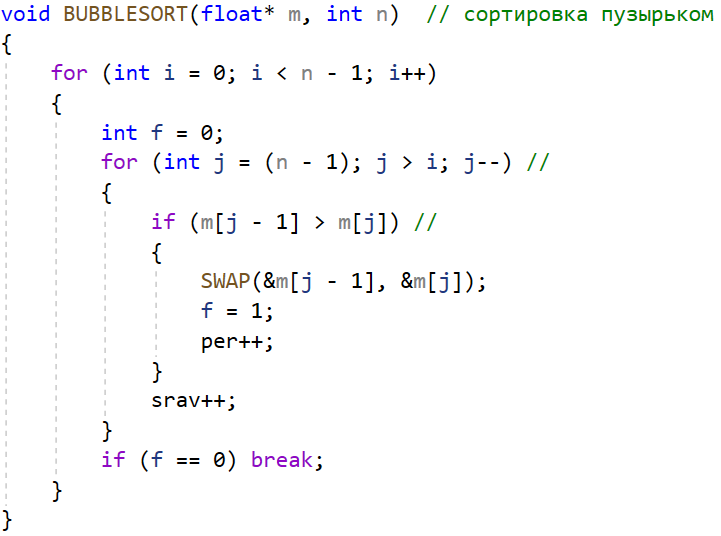 void BUBBLESORT(float* m, int n)  // сортировка пузырьком
{
    for (int i = 0; i < n - 1; i++)
    {
        int f = 0;
        for (int j = (n - 1); j > i; j--) //
        {
            if (m[j - 1] > m[j]) //
            {
                SWAP(&m[j - 1], &m[j]);
                f = 1;
                per++;
            }
            srav++;
        }
        if (f == 0) break;
    }
}